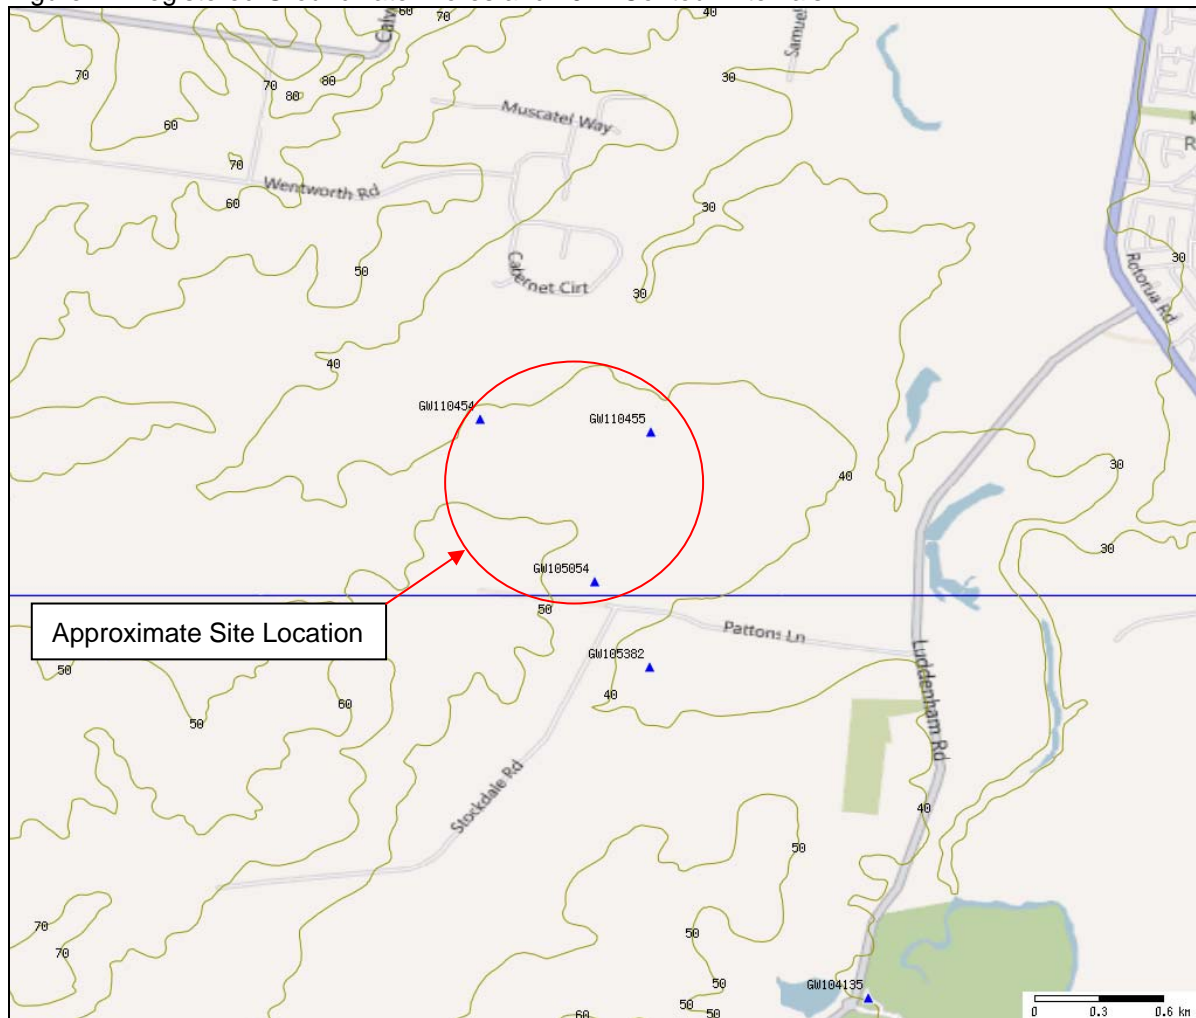 60
70
40
Calv
Samuel
70
70
80
80
30
60
Muscatel Way
K
R
70
Wentworth Rd
60
30
50
Cabernet Cirt
30
30
Rotorua Rd
40
GW110454
GW110455
30
40
30
GW105054
50
Approximate Site Location
Pattons Ln
GW105382
50
60
40
50
Luddenham Rd
Stockdale Rd
40
50
70
70
50
50
50
60
50
GW104135
0 0.3 0.6 km